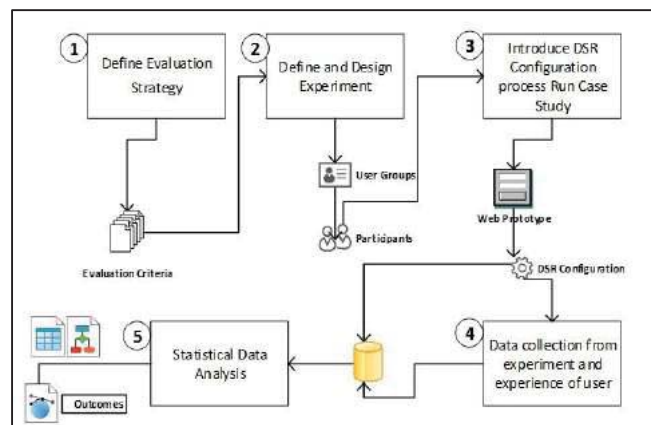 1
Define Evaluation
Strategy
2
Define and Design
Experiment
3
Introduce DSR
Configuration
process Run Case
Study
User Groups
Participants
Evaluation Criteria
Web Prototype
DSR Configuration
5
Statistical Data
Analysis
4
Data collection from
experiment and
experience of user
Outcomes